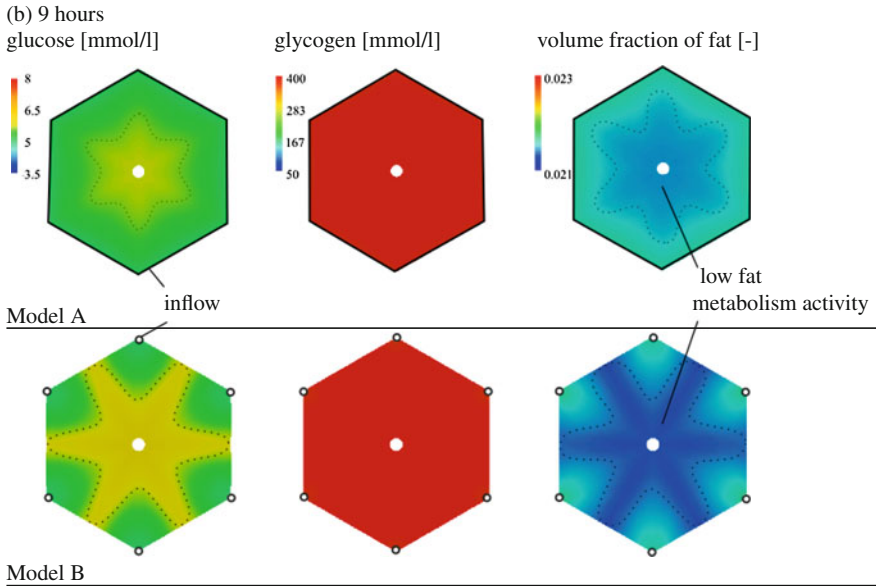 (b) 9 hours
glucose [mmol/l] glycogen [mmol/l] volume fraction of fat [-]
8
6.5
5
3.5
400
283
167
50
0.023
0.021
inflow
low fat
metabolism activity
Model A
Model B